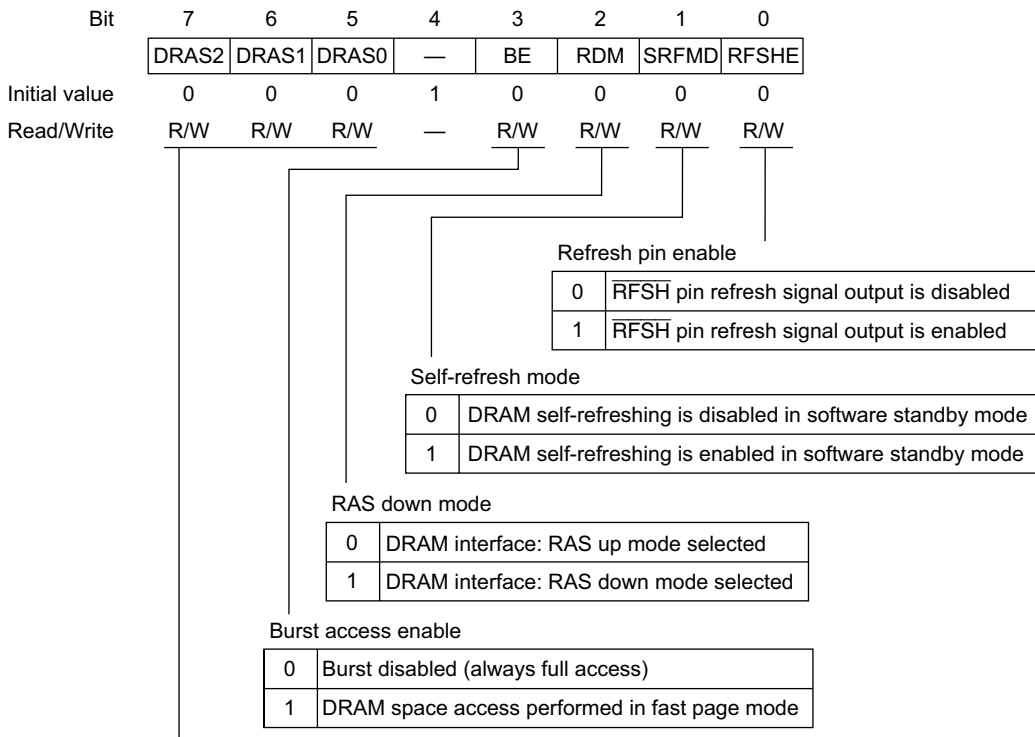 Bit 7 6 5 4 3 2 1 0
DRAS2 DRAS1 DRAS0 — BE RDM SRFMD RFSHE
Initial value 0 0 0 1 0 0 0 0
Read/Write R/W R/W R/W — R/W R/W R/W R/W
Refresh pin enable
0 R̅F̅S̅H̅ pin refresh signal output is disabled
1 R̅F̅S̅H̅ pin refresh signal output is enabled
Self-refresh mode
0 DRAM self-refreshing is disabled in software standby mode
1 DRAM self-refreshing is enabled in software standby mode
RAS down mode
0 DRAM interface: RAS up mode selected
1 DRAM interface: RAS down mode selected
Burst access enable
0 Burst disabled (always full access)
1 DRAM space access performed in fast page mode